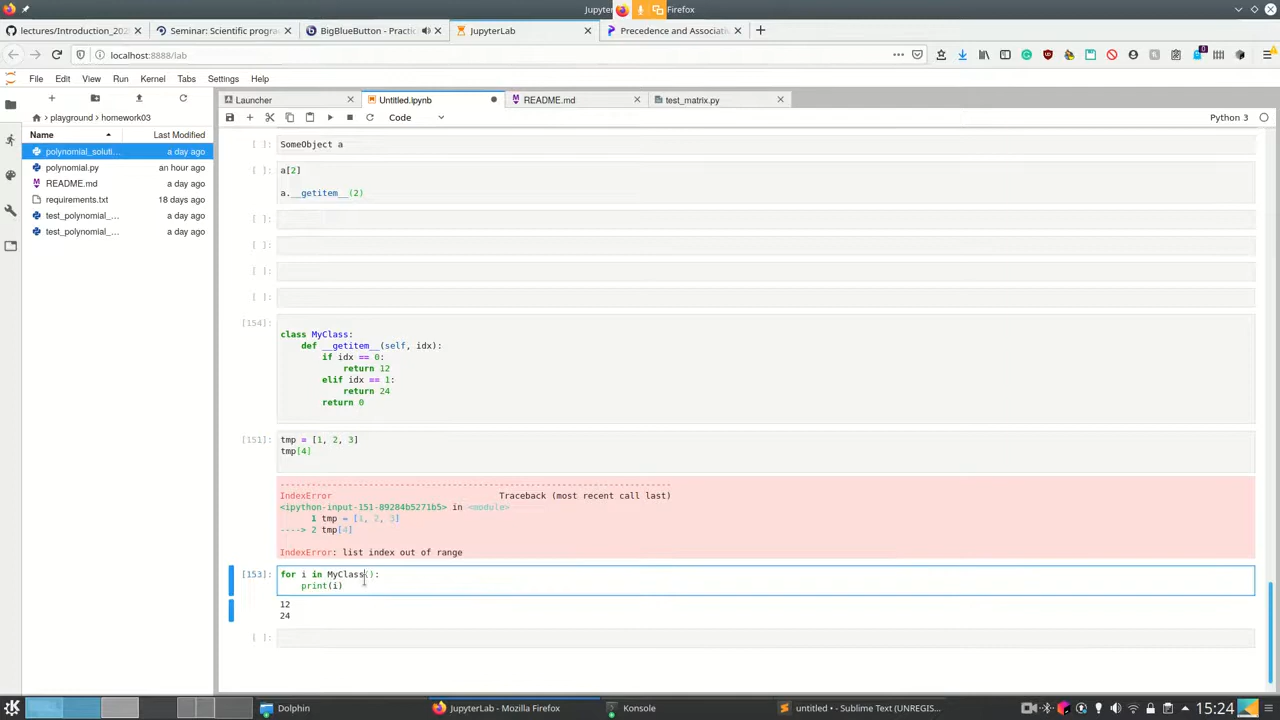 Jupyter
Firefox
lectures/Introduction_202
Seminar: Scientific progra
BigBlueButton - Practic
JupyterLab
Precedence and Associati
localhost:8888/lab
File Edit View Run Kernel Tabs Settings Help
Launcher
Untitled.ipynb
README.md
test_matrix.py
Code
Python 3
playground / homework03
Name
Last Modified
polynomial_soluti... a day ago
polynomial.py an hour ago
README.md a day ago
requirements.txt 18 days ago
test_polynomial_... a day ago
test_polynomial_... a day ago
[ ]: SomeObject a
[ ]: a[2]
a.__getitem__(2)
[ ]:
[ ]:
[ ]:
[ ]:
[154]:
class MyClass:
def __getitem__(self, idx):
if idx == 0:
return 12
elif idx == 1:
return 24
return 0
[151]: tmp = [1, 2, 3]
tmp[4]
---------------------------------------------------------------------------
IndexError Traceback (most recent call last)
<ipython-input-151-89284b5271b5> in <module>
1 tmp = [1, 2, 3]
----> 2 tmp[4]
IndexError: list index out of range
[153]: for i in MyClass():
print(i)
12
24
[ ]:
Dolphin
JupyterLab - Mozilla Firefox
Konsole
untitled • - Sublime Text (UNREGIS...
15:24